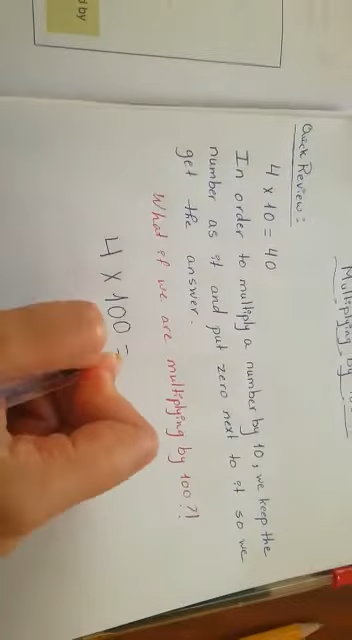 Multiplying by
Quick Review:
4 x 10 = 40
In order to multiply a number by 10, we keep the
number as it and put zero next to it so we
get the answer.
What if we are multiplying by 100?!
4 x 100 =
d by